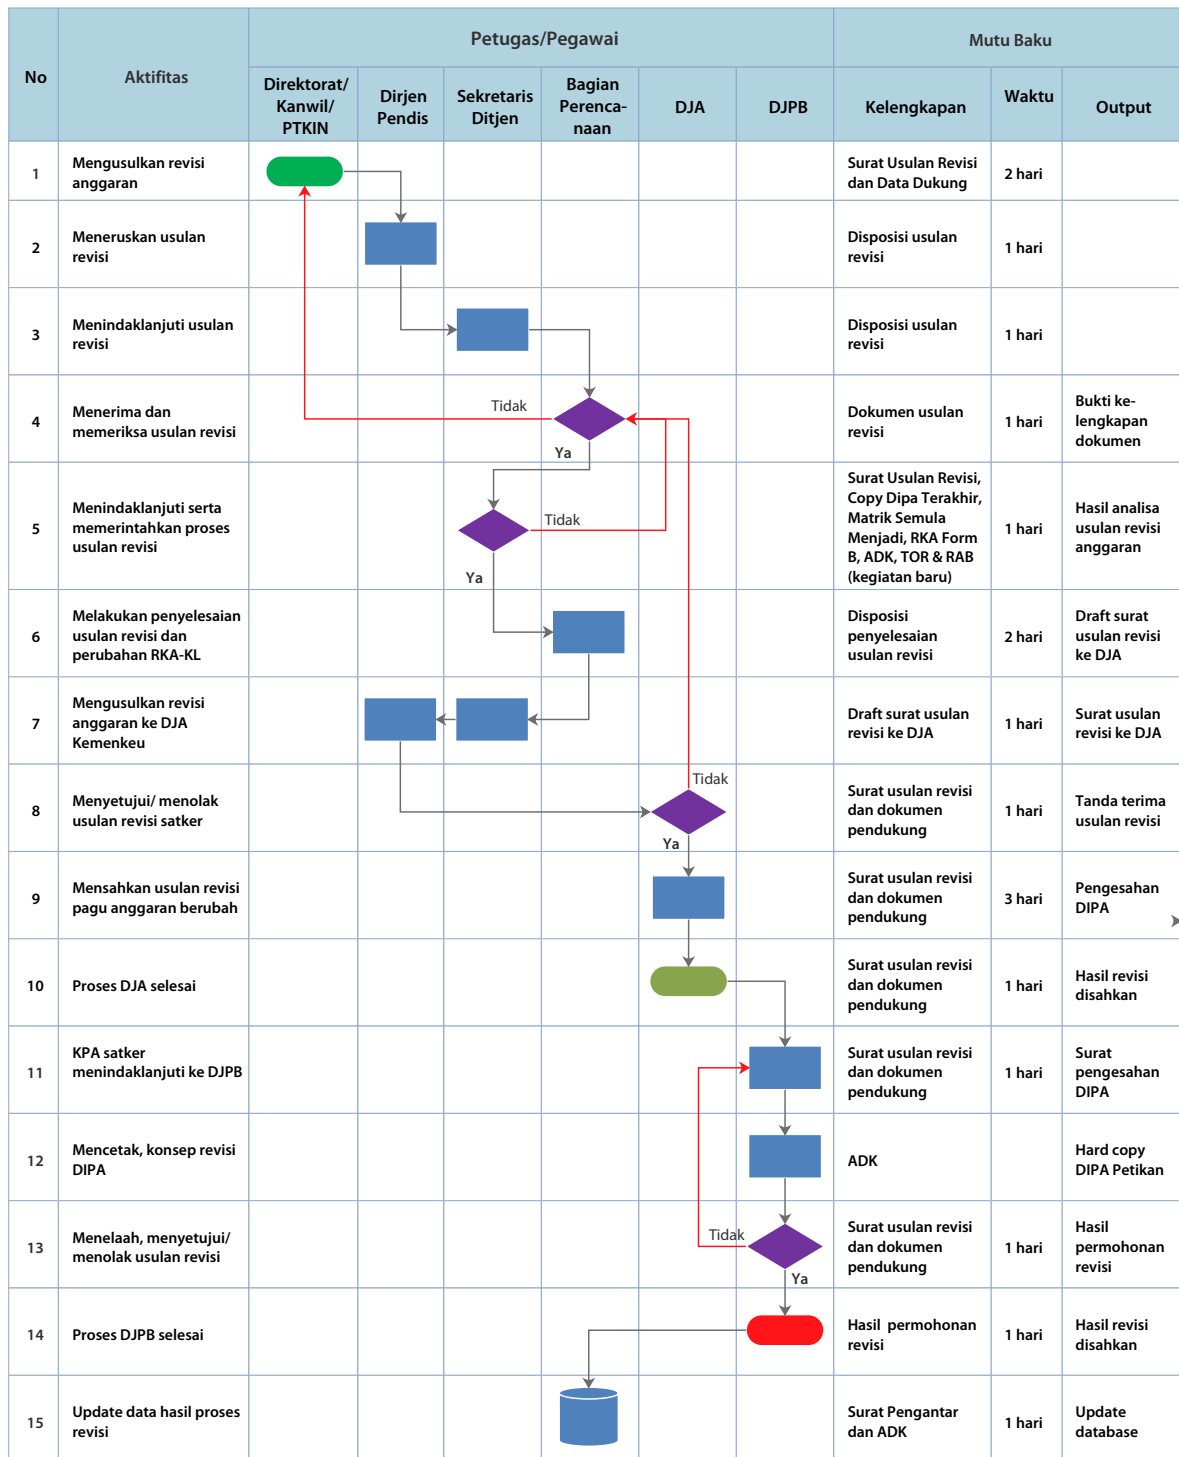 No
Aktifitas
Petugas/Pegawai
Mutu Baku
Direktorat/
Kanwil/
PTKIN
Dirjen
Pendis
Sekretaris
Ditjen
Bagian
Perenca-
naan
DJA
DJPB
Kelengkapan
Waktu
Output
1
Mengusulkan revisi
anggaran
Surat Usulan Revisi
dan Data Dukung
2 hari
2
Meneruskan usulan
revisi
Disposisi usulan
revisi
1 hari
3
Menindaklanjuti usulan
revisi
Disposisi usulan
revisi
1 hari
4
Menerima dan
memeriksa usulan revisi
Tidak
Ya
Dokumen usulan
revisi
1 hari
Bukti ke-
lengkapan
dokumen
5
Menindaklanjuti serta
memerintahkan proses
usulan revisi
Tidak
Ya
Surat Usulan Revisi,
Copy Dipa Terakhir,
Matrik Semula
Menjadi, RKA Form
B, ADK, TOR & RAB
(kegiatan baru)
1 hari
Hasil analisa
usulan revisi
anggaran
6
Melakukan penyelesaian
usulan revisi dan
perubahan RKA-KL
Disposisi
penyelesaian
usulan revisi
2 hari
Draft surat
usulan revisi
ke DJA
7
Mengusulkan revisi
anggaran ke DJA
Kemenkeu
Draft surat usulan
revisi ke DJA
1 hari
Surat usulan
revisi ke DJA
8
Menyetujui/ menolak
usulan revisi satker
Tidak
Ya
Surat usulan revisi
dan dokumen
pendukung
1 hari
Tanda terima
usulan revisi
9
Mensahkan usulan revisi
pagu anggaran berubah
Surat usulan revisi
dan dokumen
pendukung
3 hari
Pengesahan
DIPA
10
Proses DJA selesai
Surat usulan revisi
dan dokumen
pendukung
1 hari
Hasil revisi
disahkan
11
KPA satker
menindaklanjuti ke DJPB
Surat usulan revisi
dan dokumen
pendukung
1 hari
Surat
pengesahan
DIPA
12
Mencetak, konsep revisi
DIPA
ADK
Hard copy
DIPA Petikan
13
Menelaah, menyetujui/
menolak usulan revisi
Tidak
Ya
Surat usulan revisi
dan dokumen
pendukung
1 hari
Hasil
permohonan
revisi
14
Proses DJPB selesai
Hasil permohonan
revisi
1 hari
Hasil revisi
disahkan
15
Update data hasil proses
revisi
Surat Pengantar
dan ADK
1 hari
Update
database